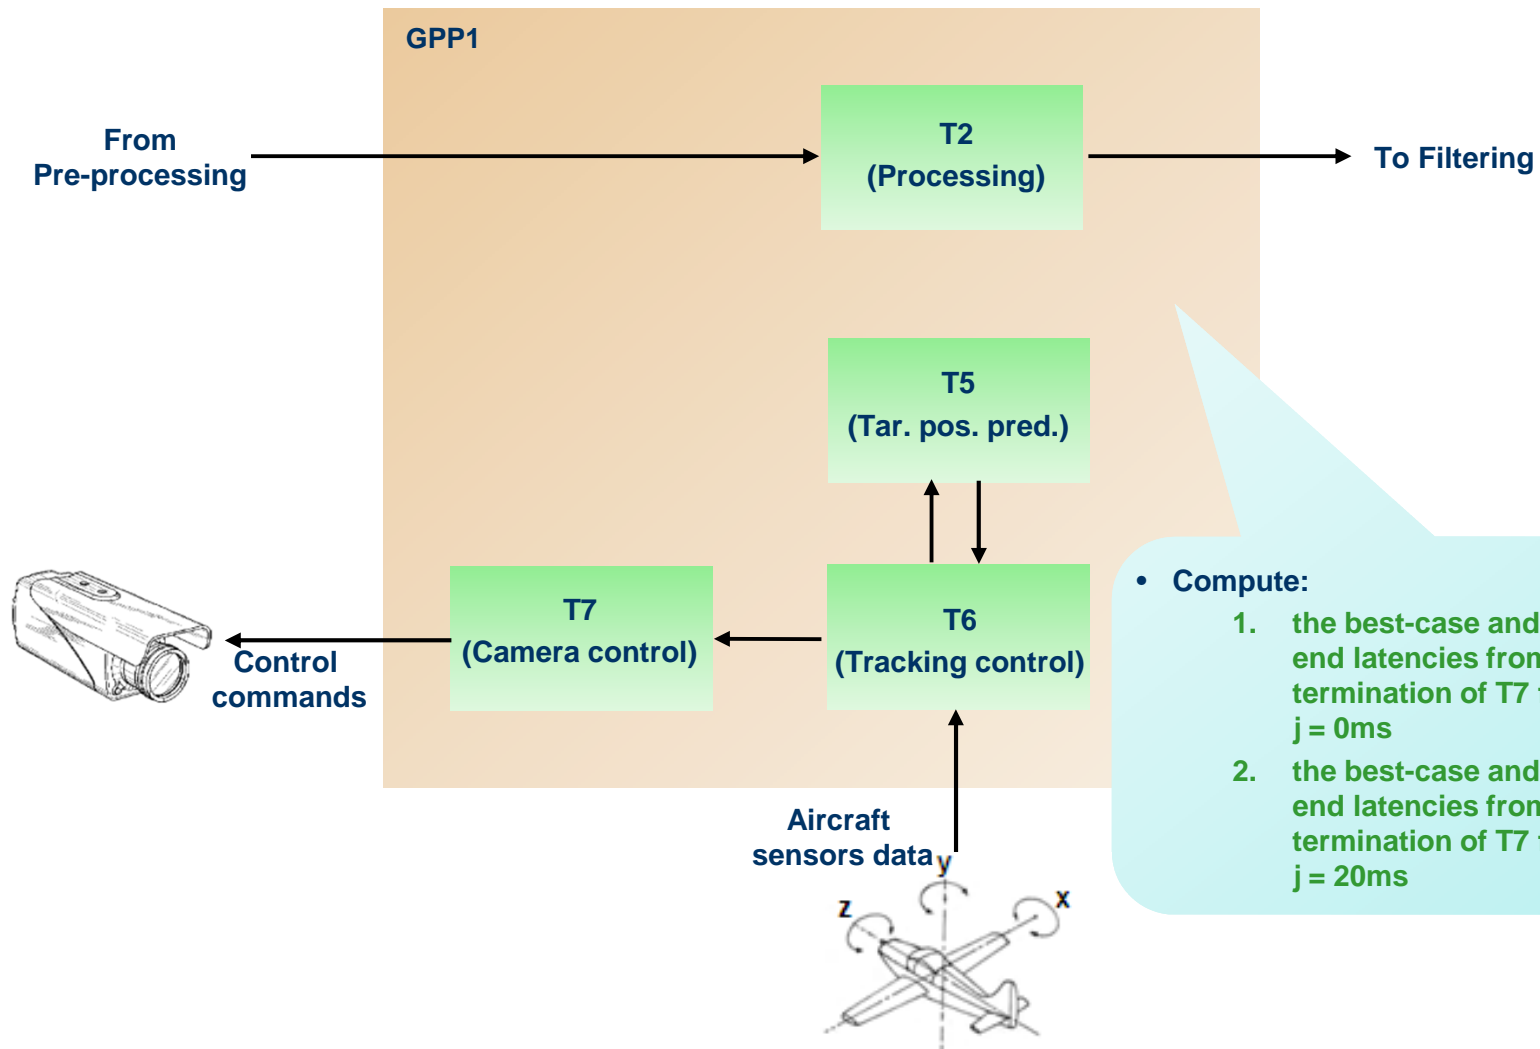 GPP1
From
Pre-processing
T2
(Processing)
To Filtering
T5
(Tar. pos. pred.)
T7
(Camera control)
T6
(Tracking control)
Control
commands
Aircraft
sensors data
y
z
x
• Compute:
1. the best-case and
end latencies from
termination of T7
j = 0ms
2. the best-case and
end latencies from
termination of T7
j = 20ms